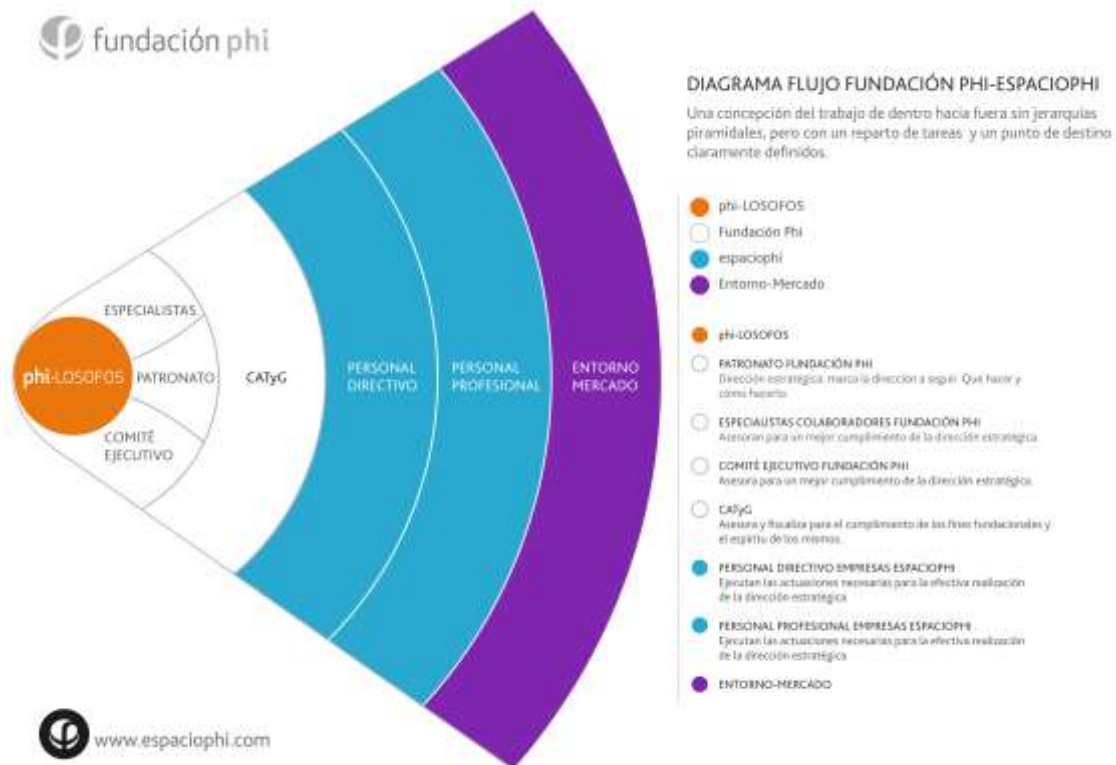 fundación phi
DIAGRAMA FLUJO FUNDACIÓN PHI-ESPACIOPHI
Una concepción del trabajo de dentro hacia fuera sin jerarquías
piramidales, pero con un reparto de tareas y un punto de destino
claramente definidos.
phi-LOSOFOS
Fundación Phi
espaciophi
Entorno-Mercado
phi-LOSOFOS
PATRONATO FUNDACIÓN PHI
Dirección estratégica: marca la dirección a seguir. Qué hacer y
cómo hacerlo.
ESPECIALISTAS COLABORADORES FUNDACIÓN PHI
Asesoran para un mejor cumplimiento de la dirección estratégica.
COMITÉ EJECUTIVO FUNDACIÓN PHI
Asesora para un mejor cumplimiento de la dirección estratégica.
CATyG
Asesora y fiscaliza para el cumplimiento de los fines fundacionales y
el espíritu de los mismos.
PERSONAL DIRECTIVO EMPRESAS ESPACIOPHI
Ejecutan las actuaciones necesarias para la efectiva realización
de la dirección estratégica
PERSONAL PROFESIONAL EMPRESAS ESPACIOPHI
Ejecutan las actuaciones necesarias para la efectiva realización
de la dirección estratégica
ENTORNO-MERCADO
ESPECIALISTAS
phi-LOSOFOS
PATRONATO
COMITÉ
EJECUTIVO
CATyG
PERSONAL
DIRECTIVO
PERSONAL
PROFESIONAL
ENTORNO
MERCADO
www.espaciophi.com